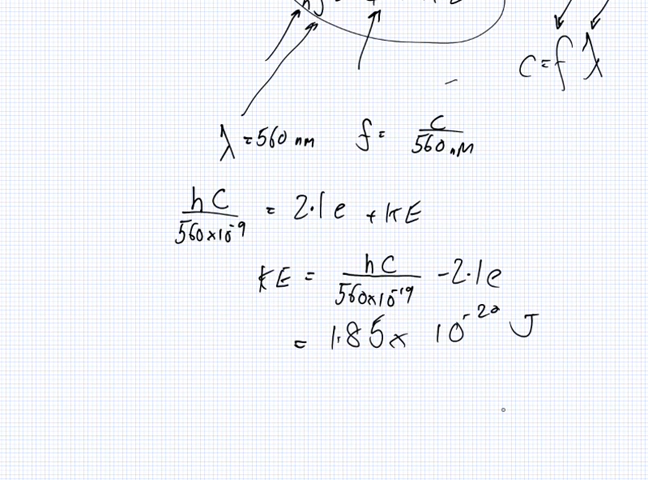 c = fλ
λ = 560 nm f = c/560 nm
hc/560×10⁻⁹ = 2.1e + KE
KE = hc/560×10⁻¹⁹ - 2.1e
= 1.85 × 10⁻²⁰ J